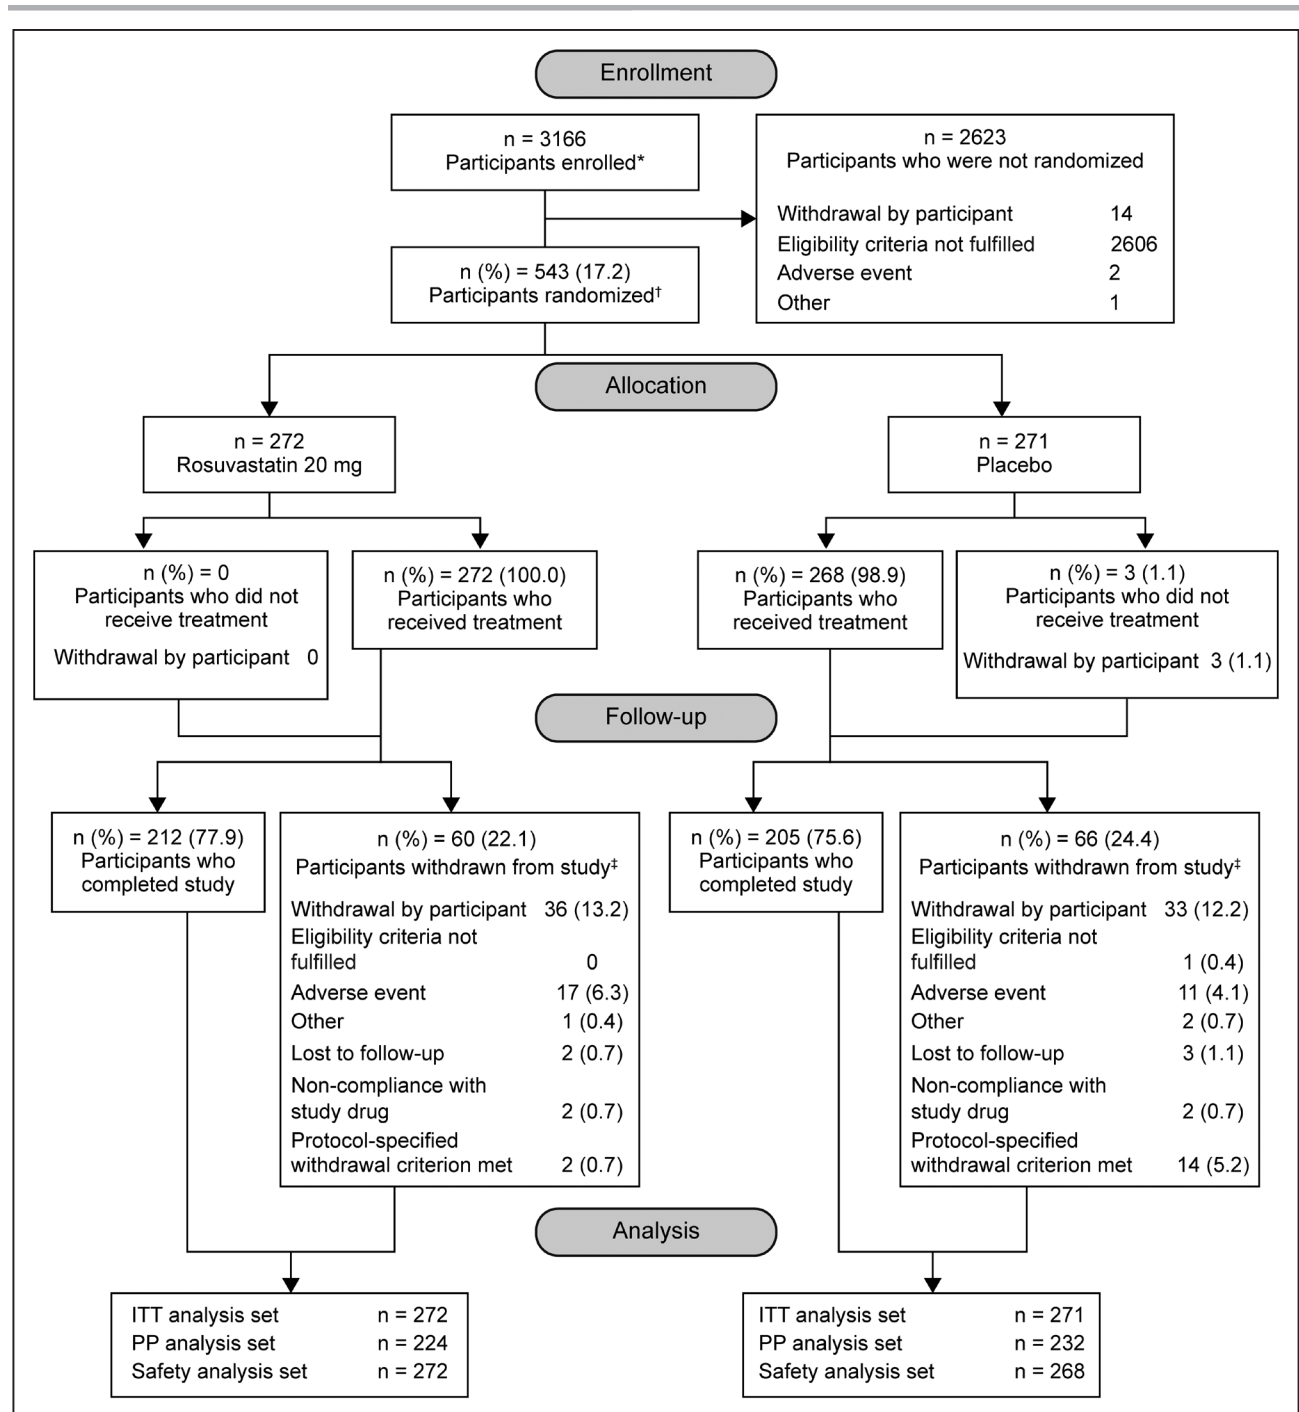 Enrollment
n = 3166
Participants enrolled*
n = 2623
Participants who were not randomized
Withdrawal by participant 14
Eligibility criteria not fulfilled 2606
Adverse event 2
Other 1
n (%) = 543 (17.2)
Participants randomized†
Allocation
n = 272
Rosuvastatin 20 mg
n = 271
Placebo
n (%) = 0
Participants who did not
receive treatment
Withdrawal by participant 0
n (%) = 272 (100.0)
Participants who
received treatment
n (%) = 268 (98.9)
Participants who
received treatment
n (%) = 3 (1.1)
Participants who did not
receive treatment
Withdrawal by participant 3 (1.1)
Follow-up
n (%) = 212 (77.9)
Participants who
completed study
n (%) = 60 (22.1)
Participants withdrawn from study‡
Withdrawal by participant 36 (13.2)
Eligibility criteria not
fulfilled 0
Adverse event 17 (6.3)
Other 1 (0.4)
Lost to follow-up 2 (0.7)
Non-compliance with
study drug 2 (0.7)
Protocol-specified
withdrawal criterion met 2 (0.7)
n (%) = 205 (75.6)
Participants who
completed study
n (%) = 66 (24.4)
Participants withdrawn from study‡
Withdrawal by participant 33 (12.2)
Eligibility criteria not
fulfilled 1 (0.4)
Adverse event 11 (4.1)
Other 2 (0.7)
Lost to follow-up 3 (1.1)
Non-compliance with
study drug 2 (0.7)
Protocol-specified
withdrawal criterion met 14 (5.2)
Analysis
ITT analysis set n = 272
PP analysis set n = 224
Safety analysis set n = 272
ITT analysis set n = 271
PP analysis set n = 232
Safety analysis set n = 268